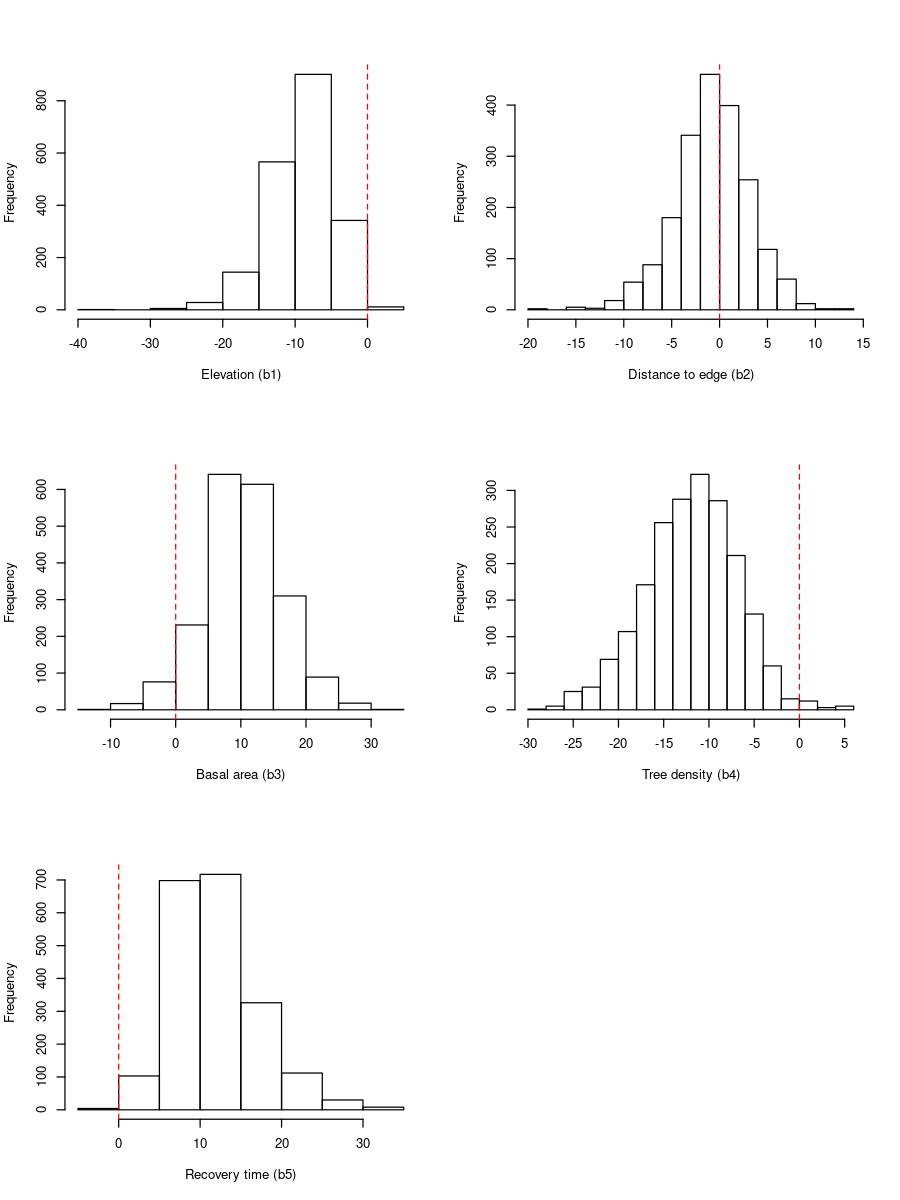 Frequency
800
600
400
200
0
-40 -30 -20 -10 0
Elevation (b1)
Frequency
400
300
200
100
0
-20 -15 -10 -5 0 5 10 15
Distance to edge (b2)
Frequency
600
500
400
300
200
100
0
-10 0 10 20 30
Basal area (b3)
Frequency
300
250
200
150
100
50
0
-30 -25 -20 -15 -10 -5 0 5
Tree density (b4)
Frequency
700
600
500
400
300
200
100
0
0 10 20 30
Recovery time (b5)